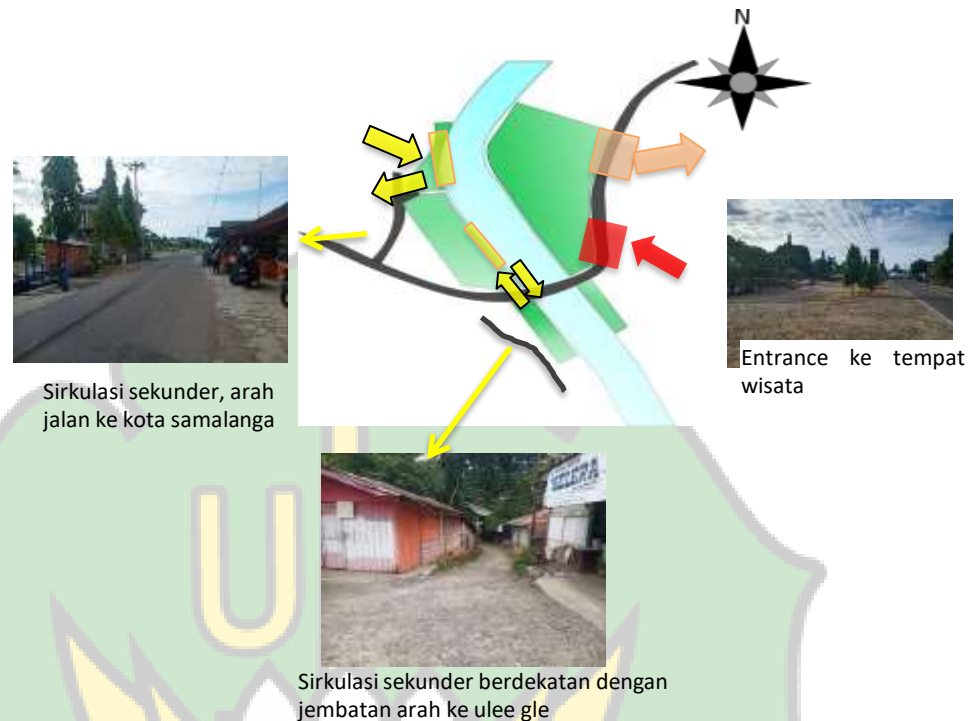 N
Entrance ke tempat
wisata
Sirkulasi sekunder, arah
jalan ke kota samalanga
SELERA
Sirkulasi sekunder berdekatan dengan
jembatan arah ke ulee gle